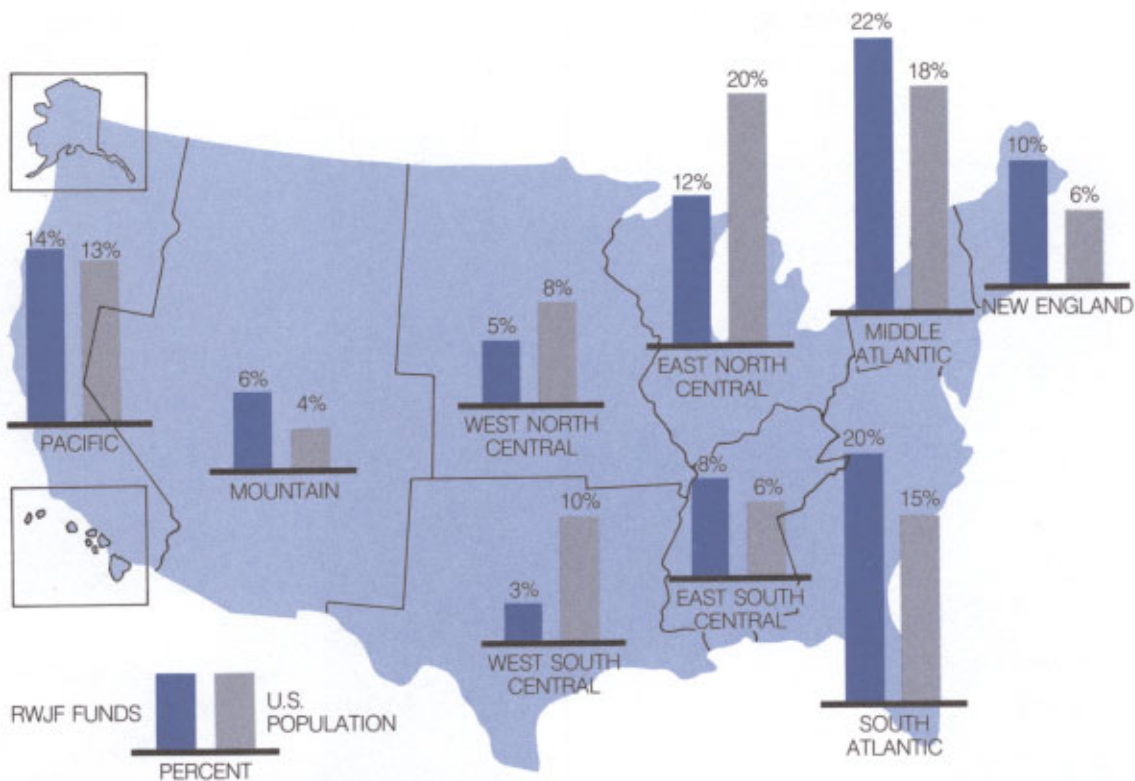 22%
18%
20%
12%
10%
6%
NEW ENGLAND
MIDDLE
ATLANTIC
EAST NORTH
CENTRAL
14%
13%
PACIFIC
6%
4%
MOUNTAIN
5%
8%
WEST NORTH
CENTRAL
8%
6%
EAST SOUTH
CENTRAL
20%
15%
SOUTH
ATLANTIC
3%
10%
WEST SOUTH
CENTRAL
RWJF FUNDS
U.S.
POPULATION
PERCENT